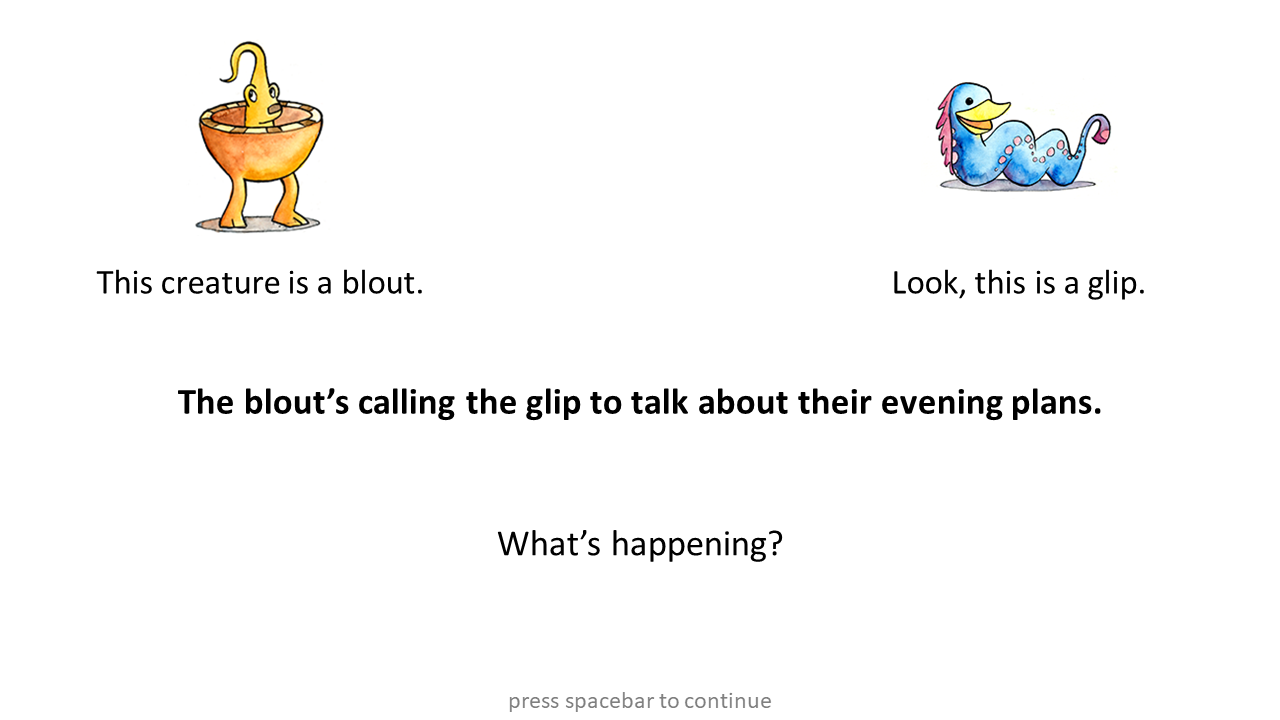 This creature is a blout.
Look, this is a glip.
The blout’s calling the glip to talk about their evening plans.
What’s happening?
press spacebar to continue